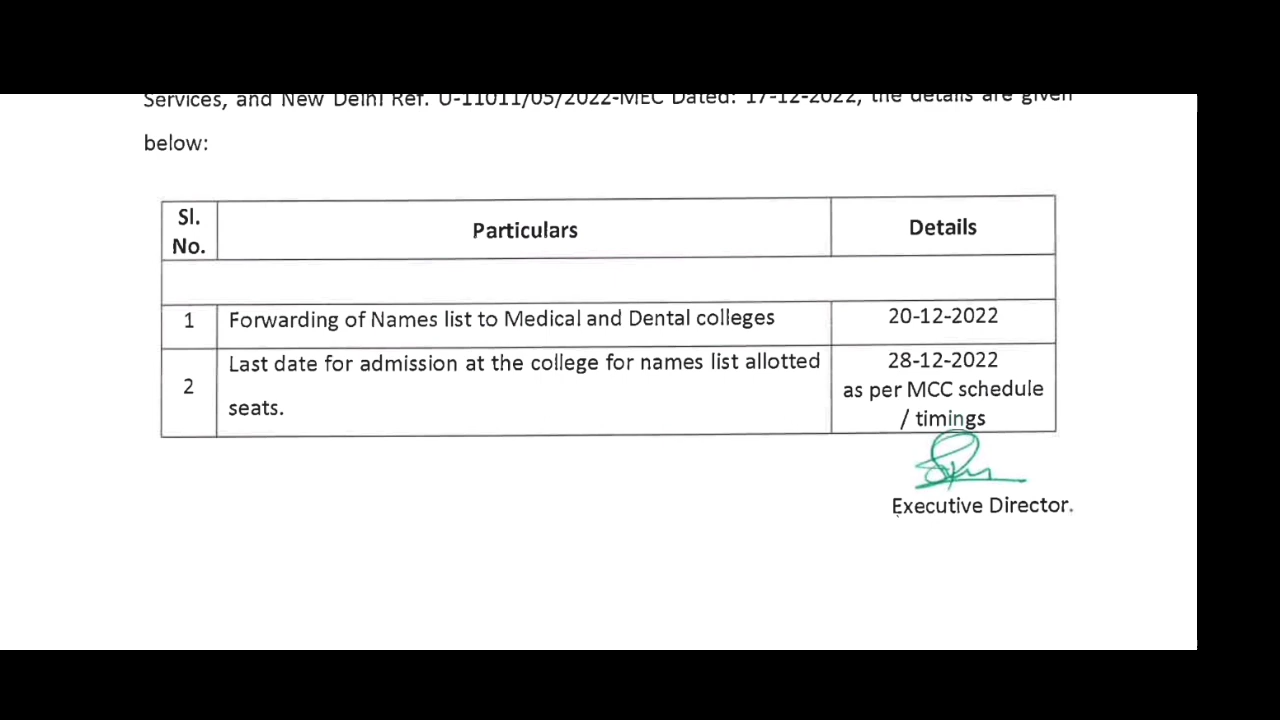 Services, and New Delhi Ref. U-11011/05/2022-MEC Dated: 17-12-2022, the details are given
below:
Sl.
No.
Particulars
Details
1
Forwarding of Names list to Medical and Dental colleges
20-12-2022
2
Last date for admission at the college for names list allotted
seats.
28-12-2022
as per MCC schedule
/ timings
Executive Director.